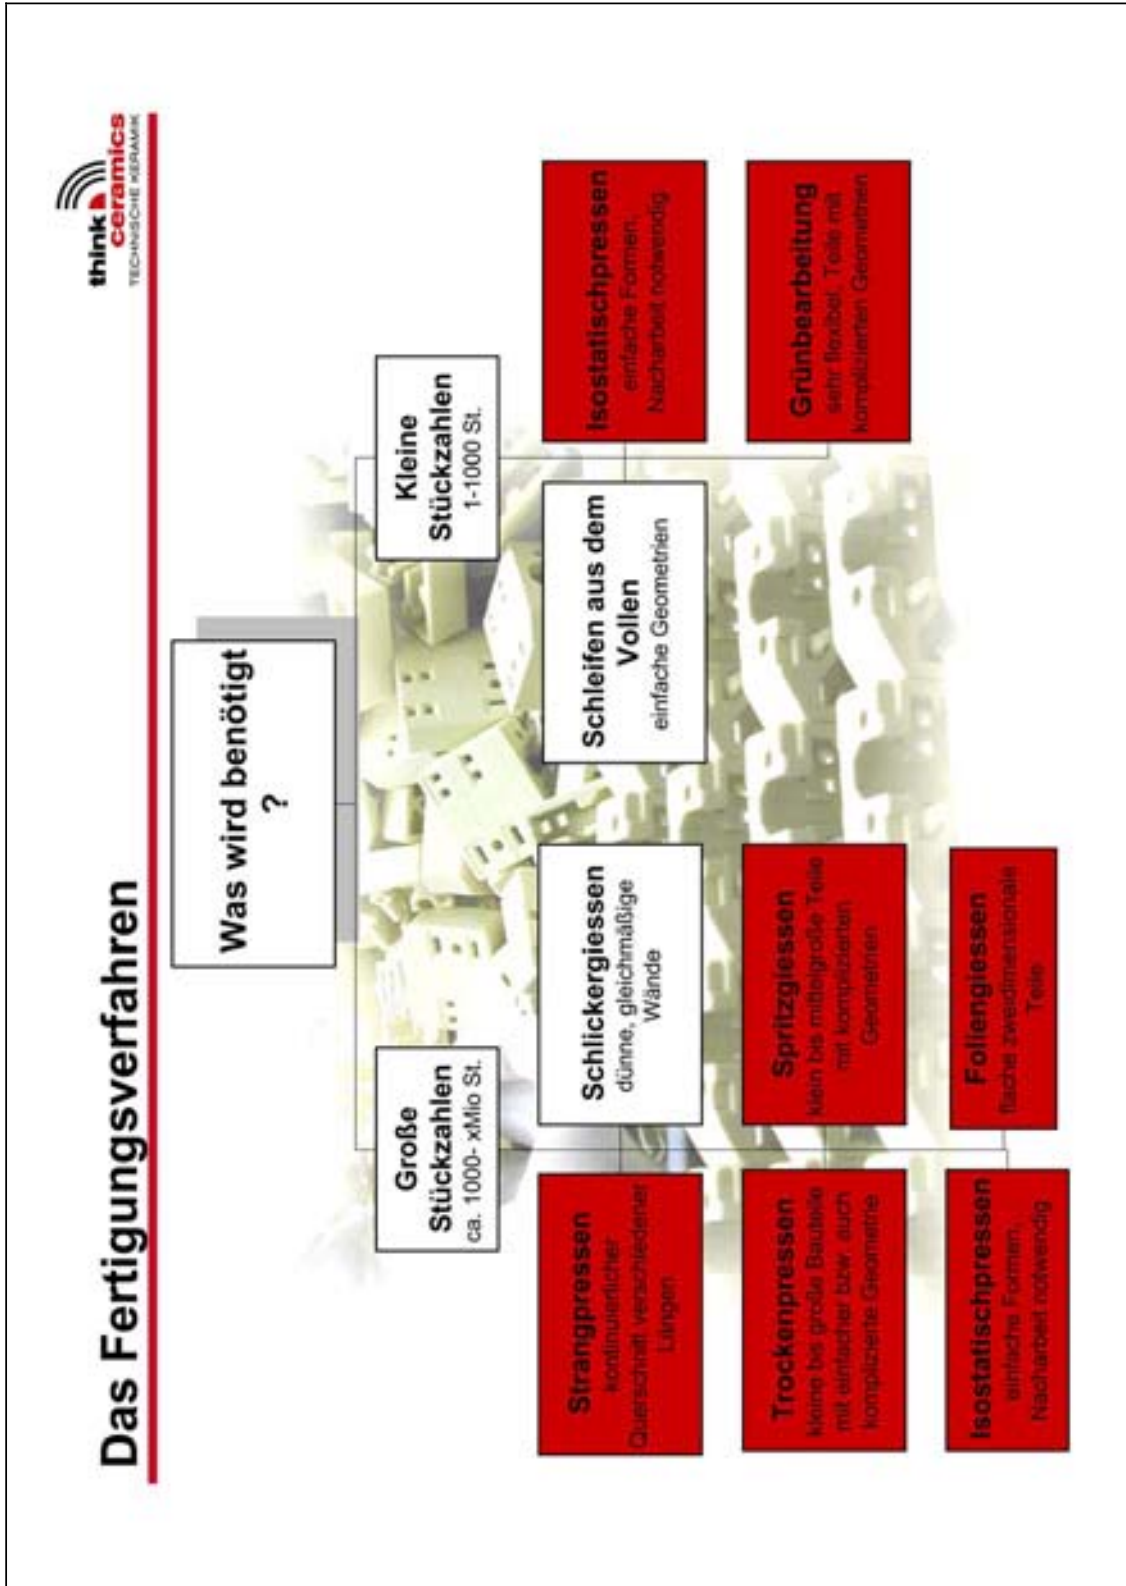 Das Fertigungsverfahren
think
ceramics
TECHNISCHE KERAMIK
Was wird benötigt
?
Große
Stückzahlen
ca. 1000- xMio St.
Kleine
Stückzahlen
1-1000 St.
Strangpressen
kontinuierlicher
Querschnitt verschiedener
Längen
Schlickergiessen
dünne, gleichmäßige
Wände
Schleifen aus dem
Vollen
einfache Geometrien
Isostatischpressen
einfache Formen,
Nacharbeit notwendig
Trockenpressen
kleine bis große Bauteile
mit einfacher bzw. auch
komplizierte Geometrie
Spritzgiessen
klein bis mittelgroße Teile
mit komplizierten
Geometrien
Grünbearbeitung
sehr flexibel, Teile mit
komplizierten Geometrien
Isostatischpressen
einfache Formen,
Nacharbeit notwendig
Foliengiessen
flache zweidimensionale
Teile